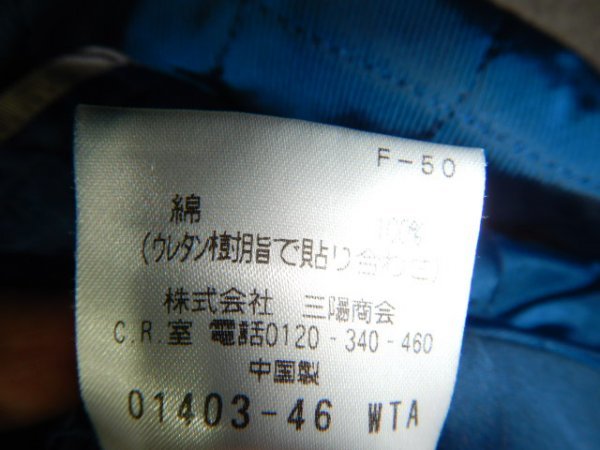 F-50
綿 100%
(ウレタン樹脂で貼り合わせ)
株式会社 三陽商会
C.R.室 電話0120-340-460
中国製
01403-46 WTA